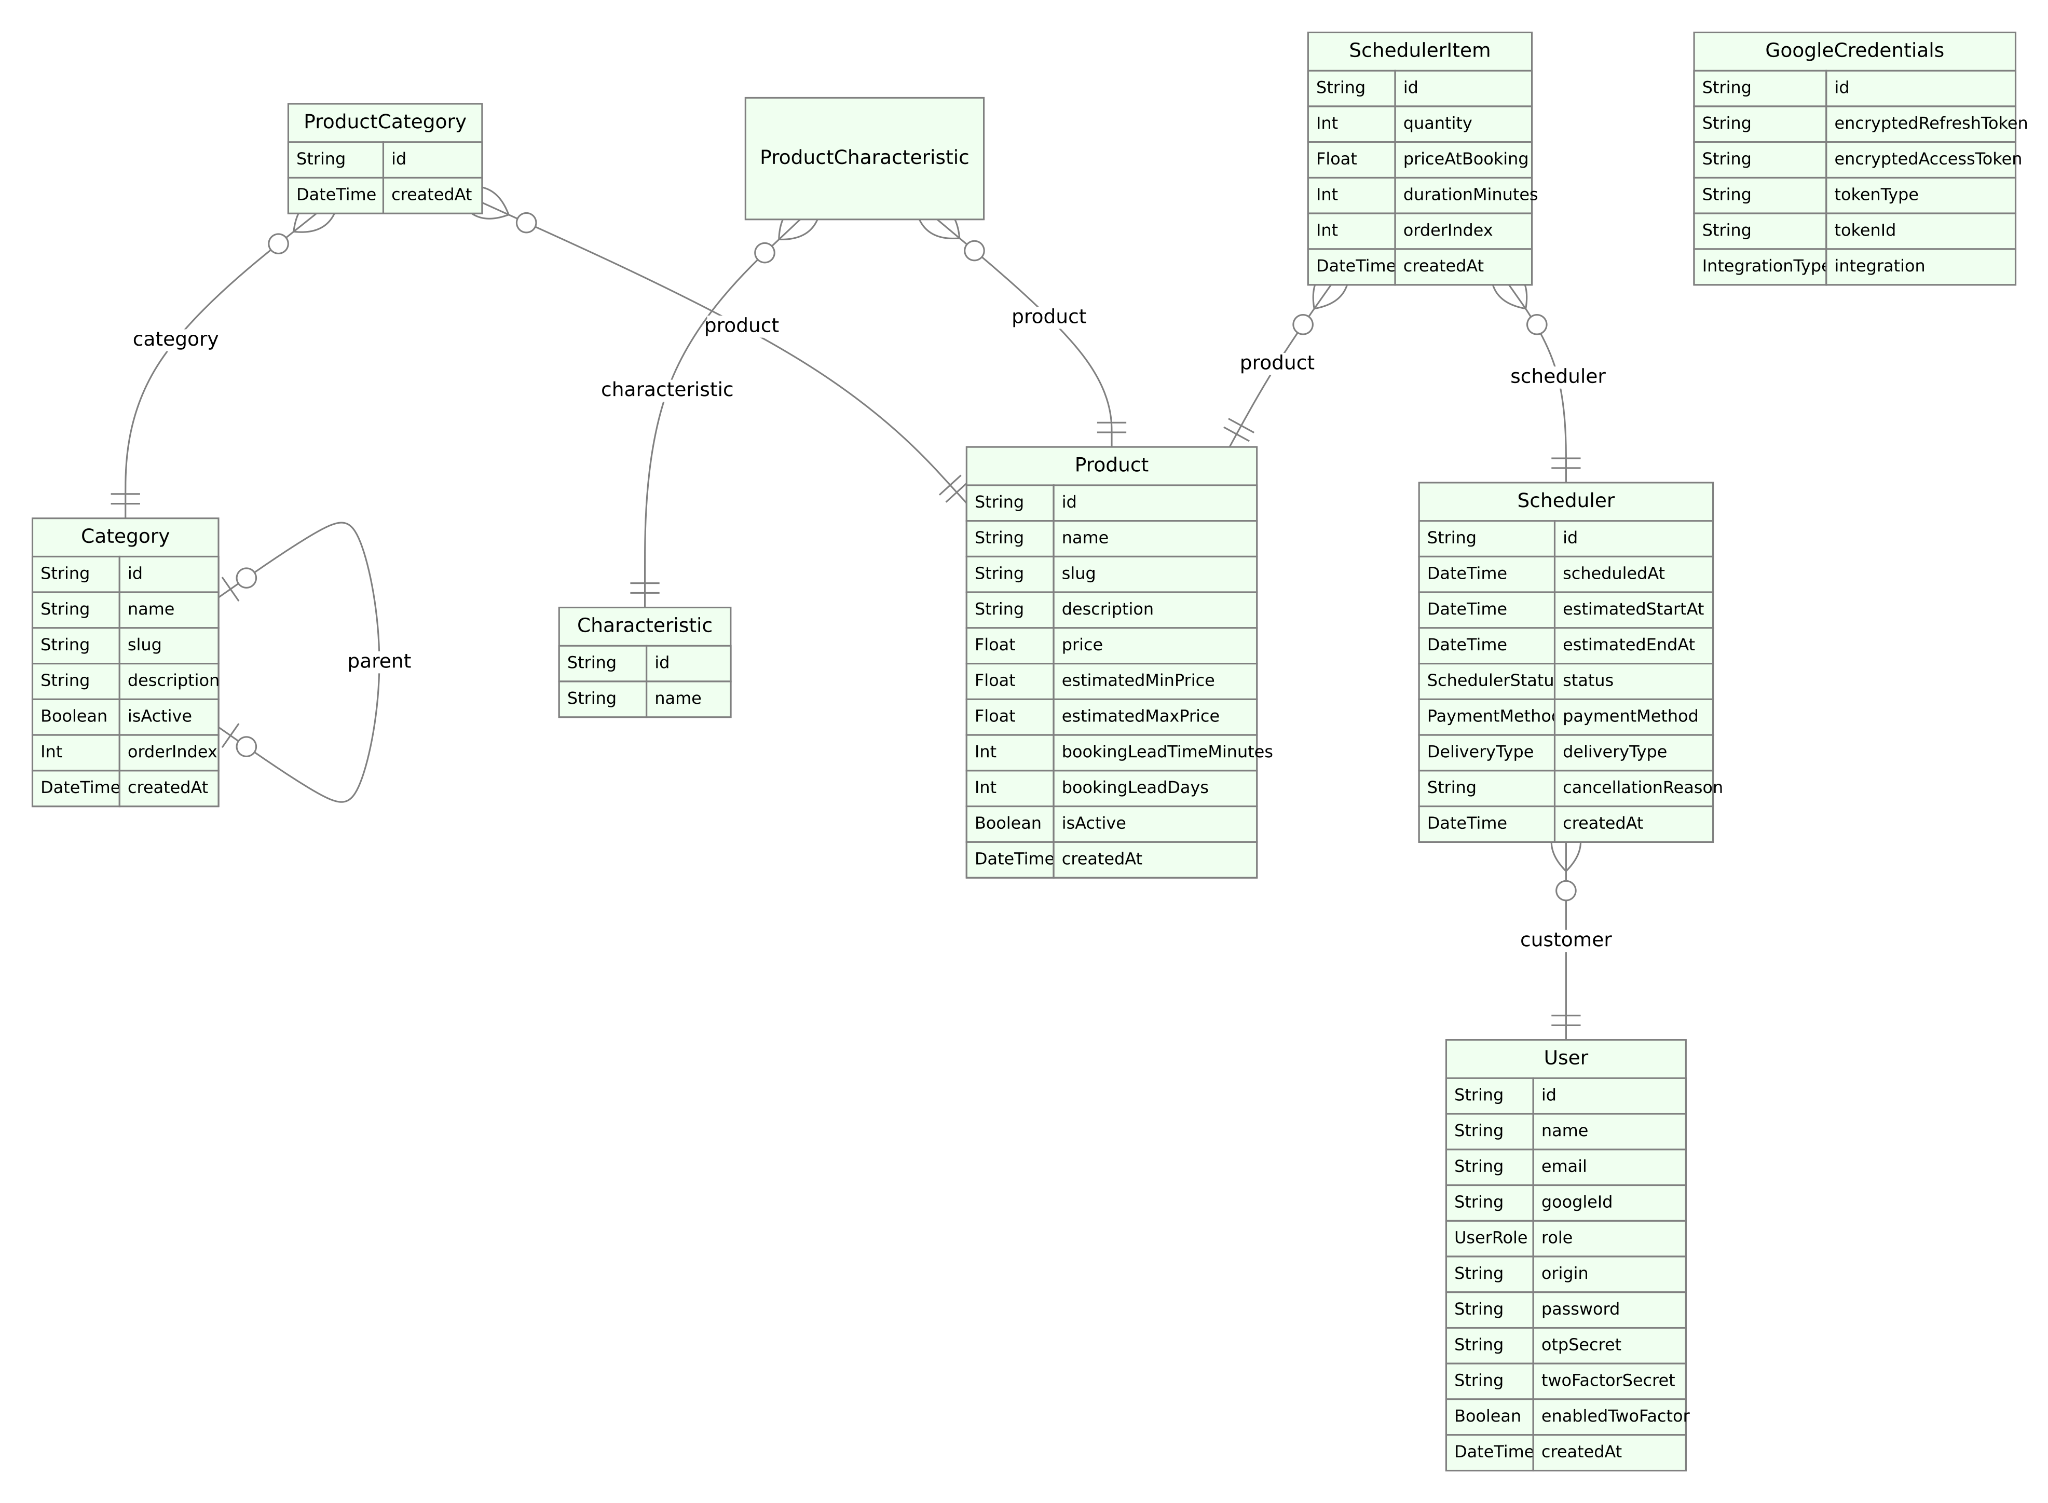 ProductCategory
String id
DateTime createdAt
ProductCharacteristic
SchedulerItem
String id
Int quantity
Float priceAtBooking
Int durationMinutes
Int orderIndex
DateTime createdAt
GoogleCredentials
String id
String encryptedRefreshToken
String encryptedAccessToken
String tokenType
String tokenId
IntegrationType integration
category
product
characteristic
product
product
scheduler
Category
String id
String name
String slug
String description
Boolean isActive
Int orderIndex
DateTime createdAt
parent
Characteristic
String id
String name
Product
String id
String name
String slug
String description
Float price
Float estimatedMinPrice
Float estimatedMaxPrice
Int bookingLeadTimeMinutes
Int bookingLeadDays
Boolean isActive
DateTime createdAt
Scheduler
String id
DateTime scheduledAt
DateTime estimatedStartAt
DateTime estimatedEndAt
SchedulerStatu status
PaymentMethod paymentMethod
DeliveryType deliveryType
String cancellationReason
DateTime createdAt
customer
User
String id
String name
String email
String googleId
UserRole role
String origin
String password
String otpSecret
String twoFactorSecret
Boolean enabledTwoFactor
DateTime createdAt